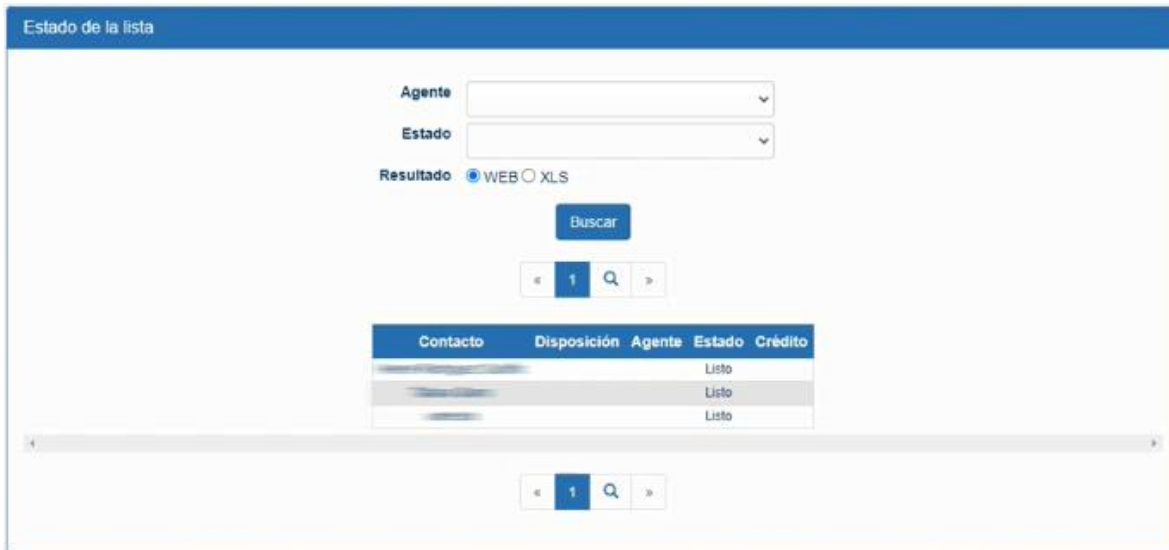 Estado de la lista
Agente
Estado
Resultado WEB XLS
Buscar
« 1 »
Contacto Disposición Agente Estado Crédito
Listo
Listo
Listo
« 1 »